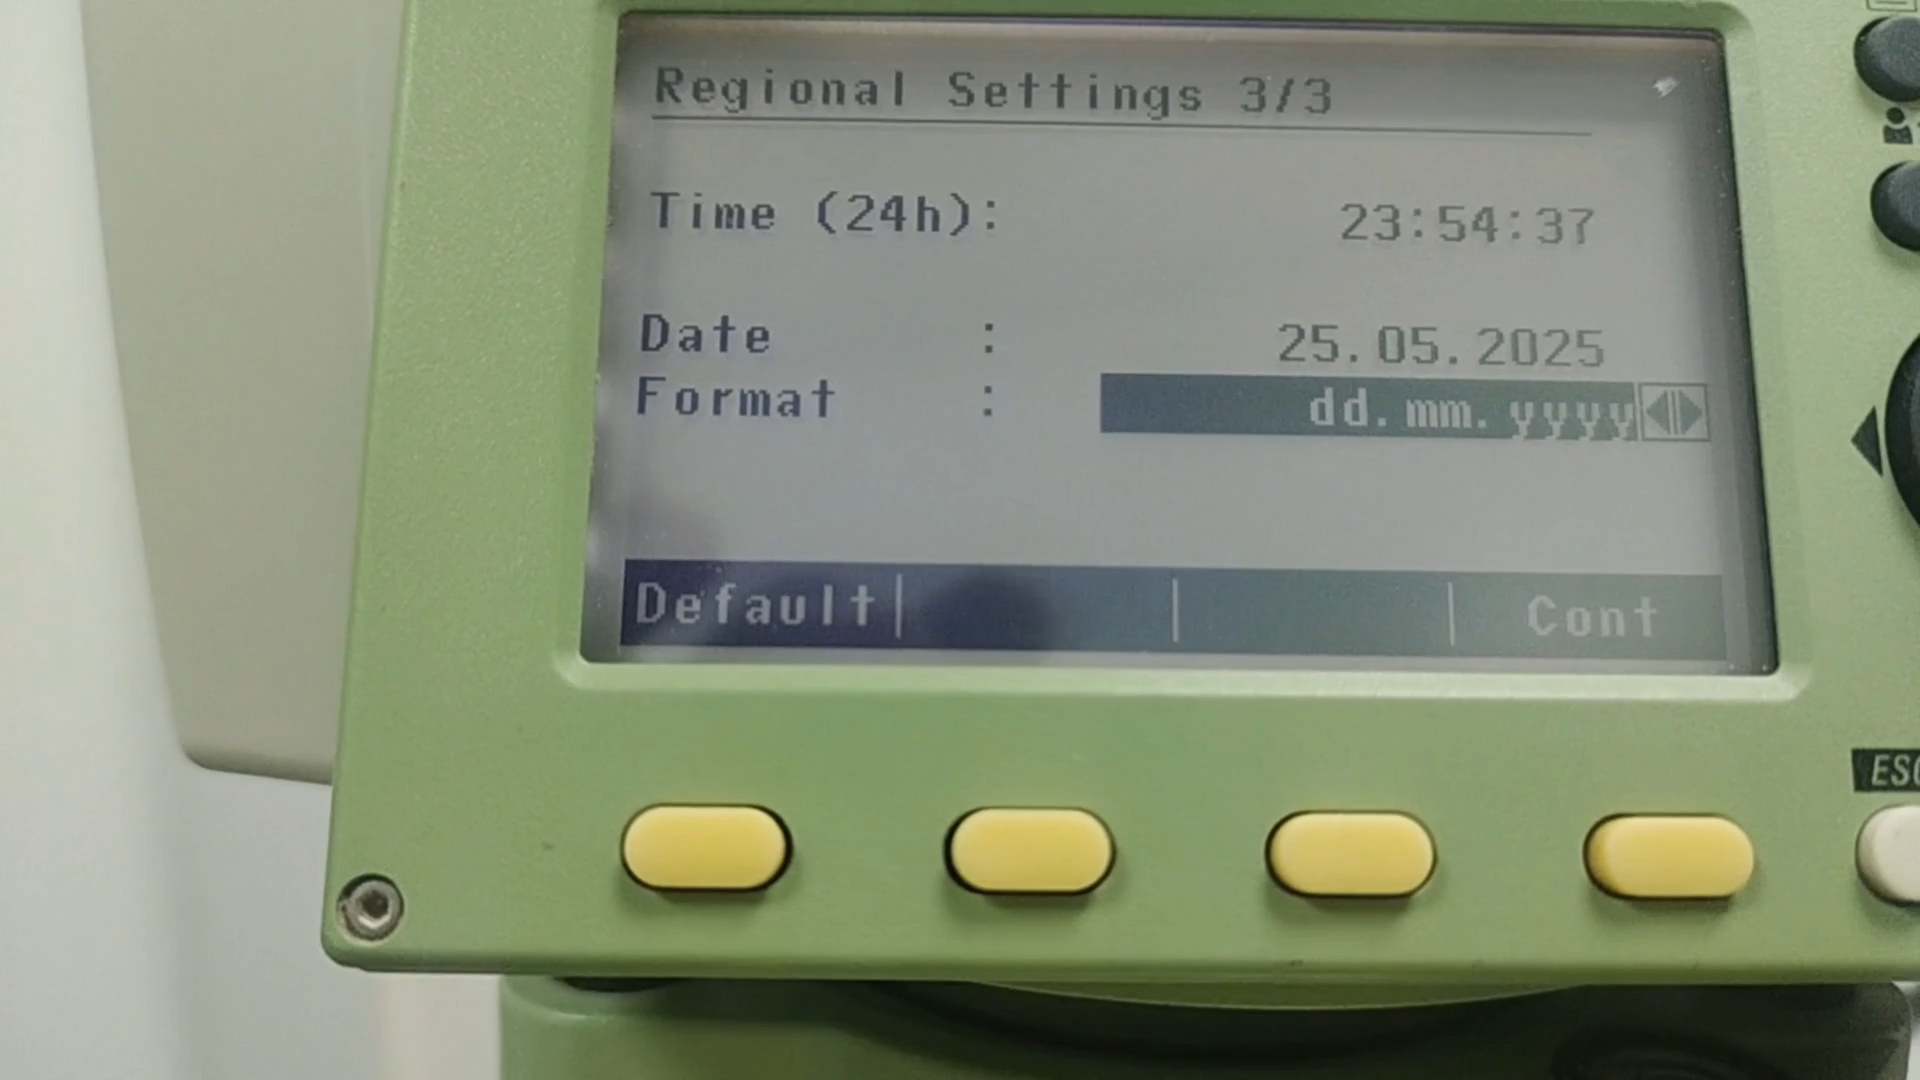 Regional Settings 3/3
Time (24h): 23:54:37
Date : 25.05.2025
Format : dd.mm.yyyy
Default | | | Cont